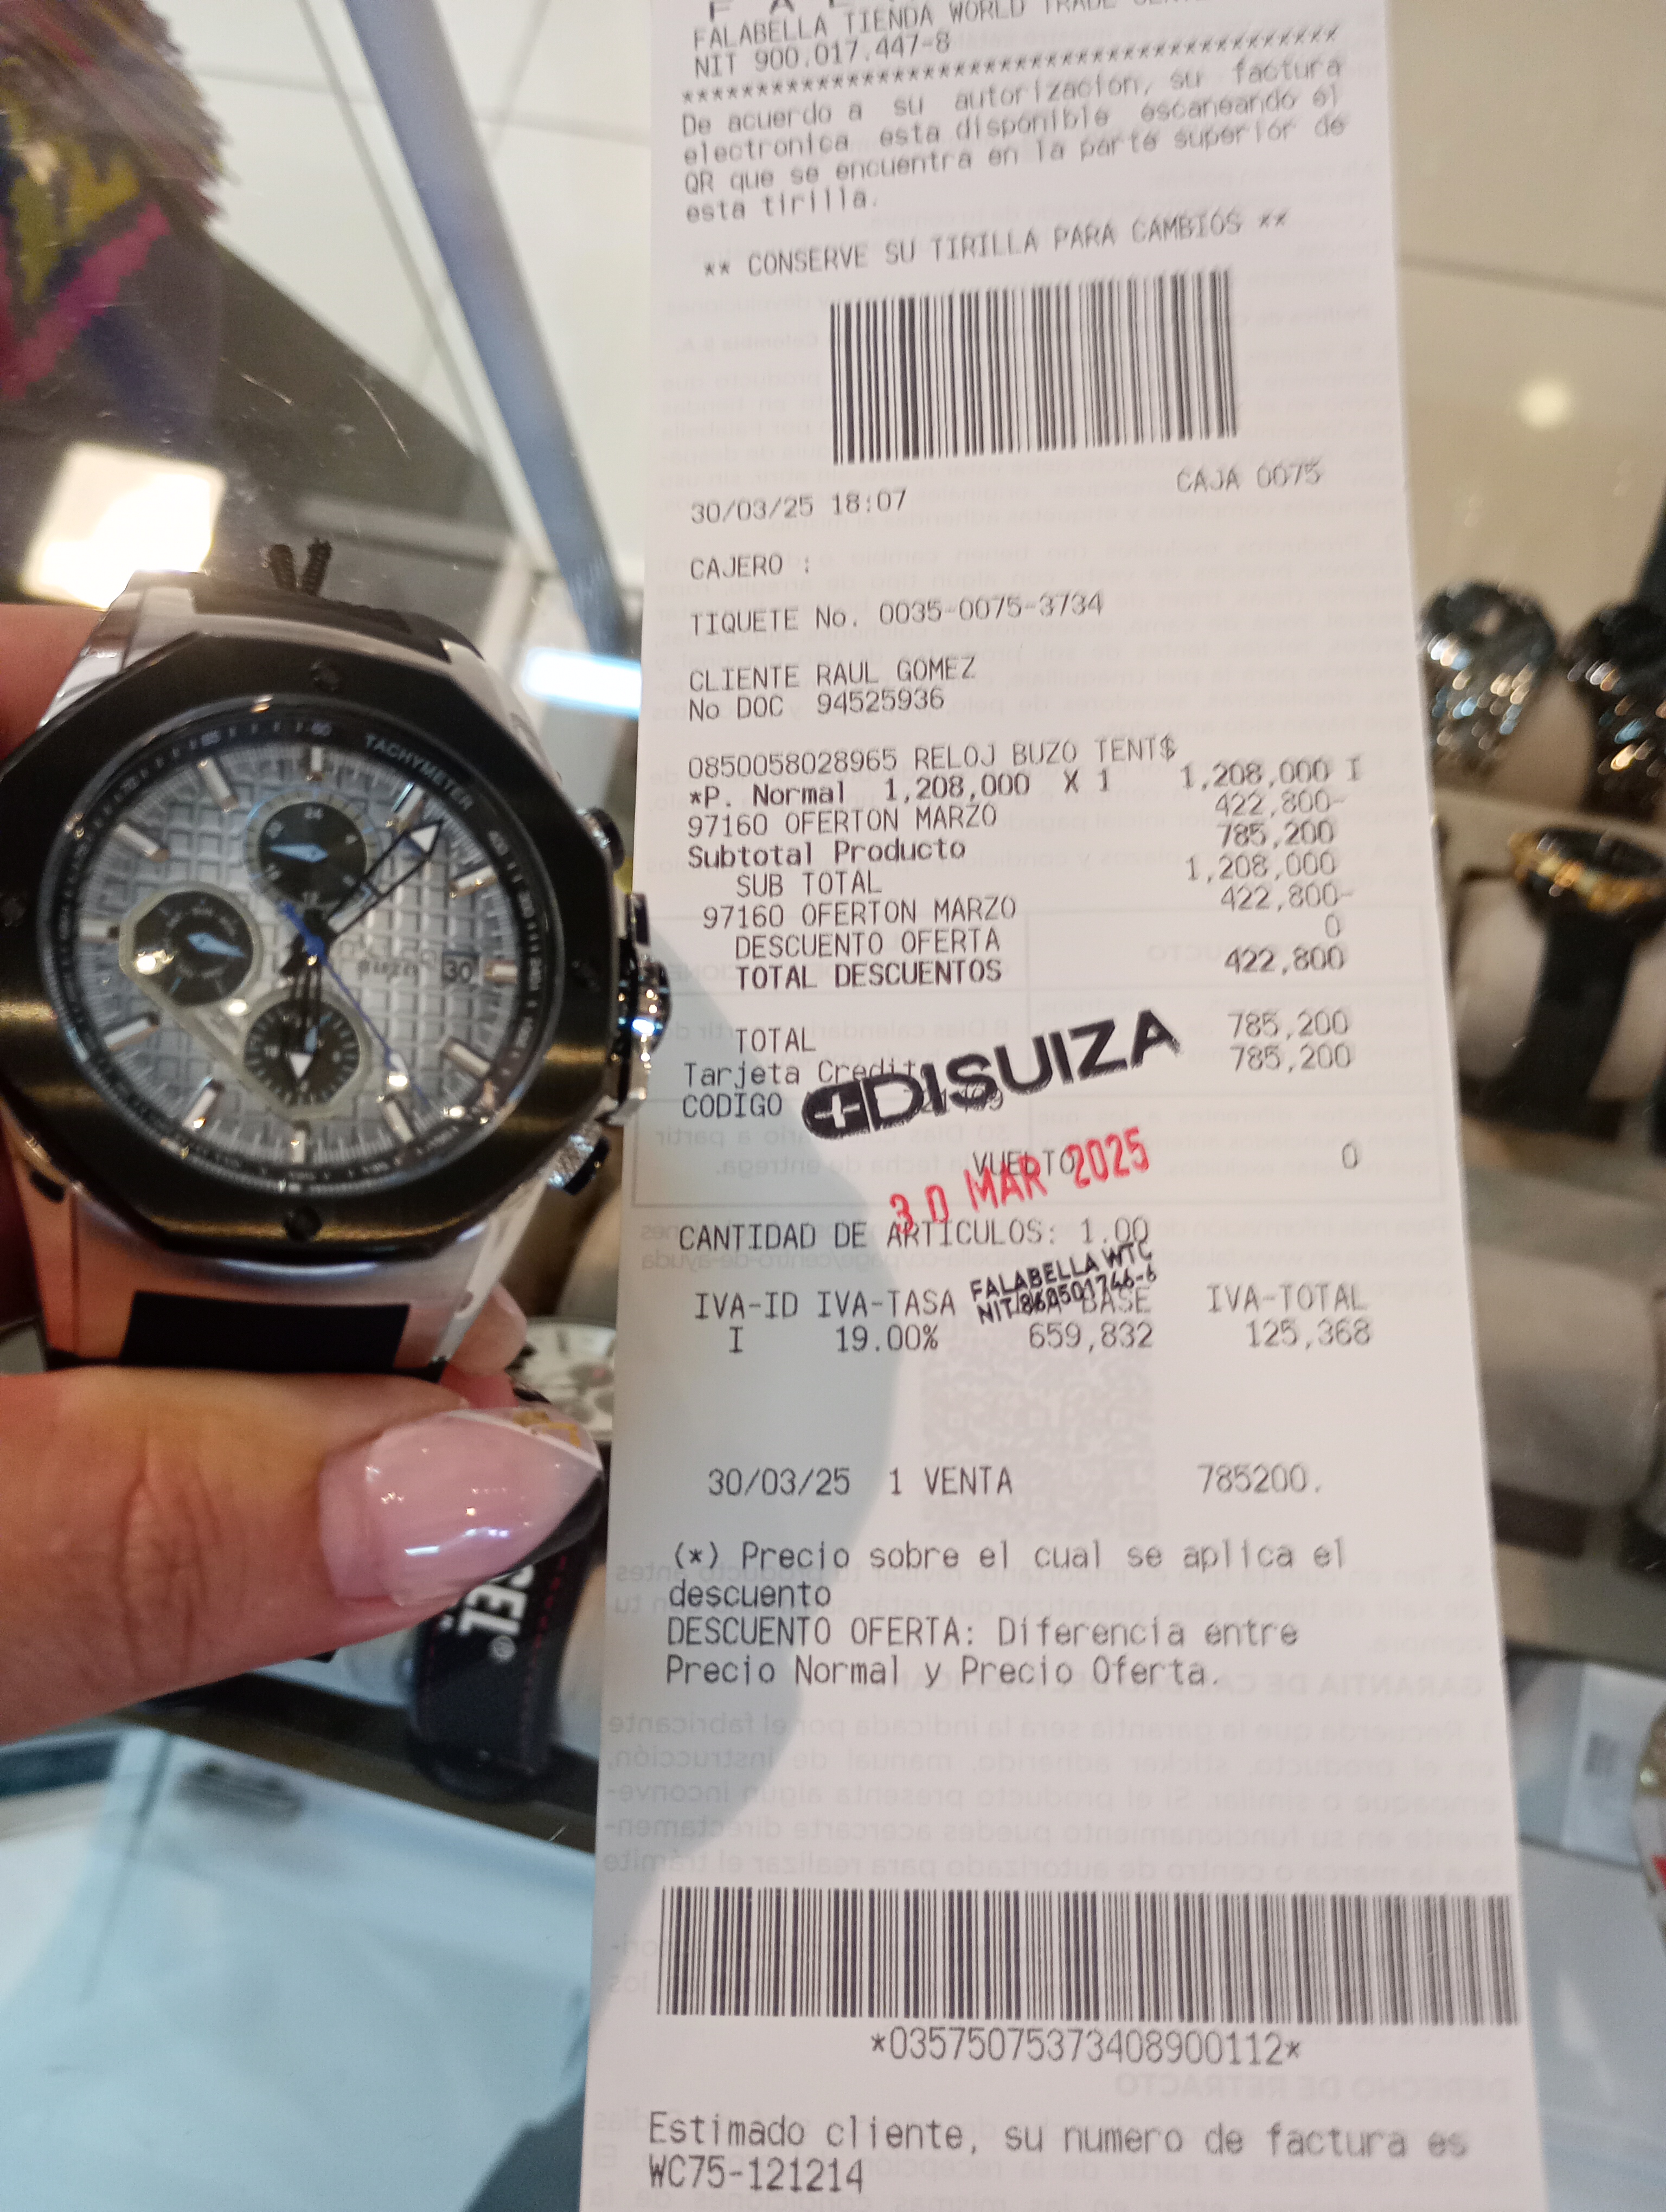 FALABELLA TIENDA WORLD TRADE
NIT 900.017.447-8
****************************************
De acuerdo a su autorizacion, su factura
electronica esta disponible escaneando el
QR que se encuentra en la parte superior de
esta tirilla.
** CONSERVE SU TIRILLA PARA CAMBIOS **
30/03/25 18:07 CAJA 0075
CAJERO :
TIQUETE No. 0035-0075-3734
CLIENTE RAUL GOMEZ
No DOC 94525936
0850058028965 RELOJ BUZO TENT$
*P. Normal 1,208,000 X 1 1,208,000 I
97160 OFERTON MARZO 422,800-
Subtotal Producto 785,200
SUB TOTAL 1,208,000
97160 OFERTON MARZO 422,800-
DESCUENTO OFERTA 0
TOTAL DESCUENTOS 422,800
TOTAL 785,200
Tarjeta Credit 785,200
CODIGO
DISUIZA
VUELTO 0
30 MAR 2025
CANTIDAD DE ARTICULOS: 1.00
FALABELLA WTC
NIT/860501746-6
IVA-ID IVA-TASA BASE IVA-TOTAL
I 19.00% 659,832 125,368
30/03/25 1 VENTA 785200.
(*) Precio sobre el cual se aplica el
descuento
DESCUENTO OFERTA: Diferencia entre
Precio Normal y Precio Oferta.
*03575075373408900112*
Estimado cliente, su numero de factura es
WC75-121214
TACHYMETER
60
24
buzo
30